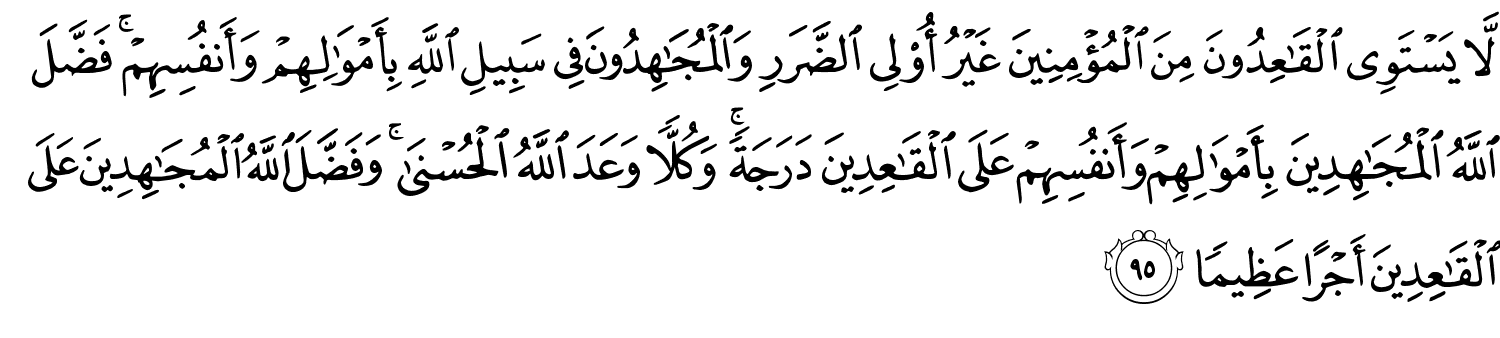 لَّا يَسْتَوِى ٱلْقَـٰعِدُونَ مِنَ ٱلْمُؤْمِنِينَ غَيْرُ أُو۟لِى ٱلضَّرَرِ وَٱلْمُجَـٰهِدُونَ فِى سَبِيلِ ٱللَّهِ بِأَمْوَٰلِهِمْ وَأَنفُسِهِمْ ۚ فَضَّلَ
ٱللَّهُ ٱلْمُجَـٰهِدِينَ بِأَمْوَٰلِهِمْ وَأَنفُسِهِمْ عَلَى ٱلْقَـٰعِدِينَ دَرَجَةً ۚ وَكُلًّا وَعَدَ ٱللَّهُ ٱلْحُسْنَىٰ ۚ وَفَضَّلَ ٱللَّهُ ٱلْمُجَـٰهِدِينَ عَلَى
ٱلْقَـٰعِدِينَ أَجْرًا عَظِيمًا ٩٥